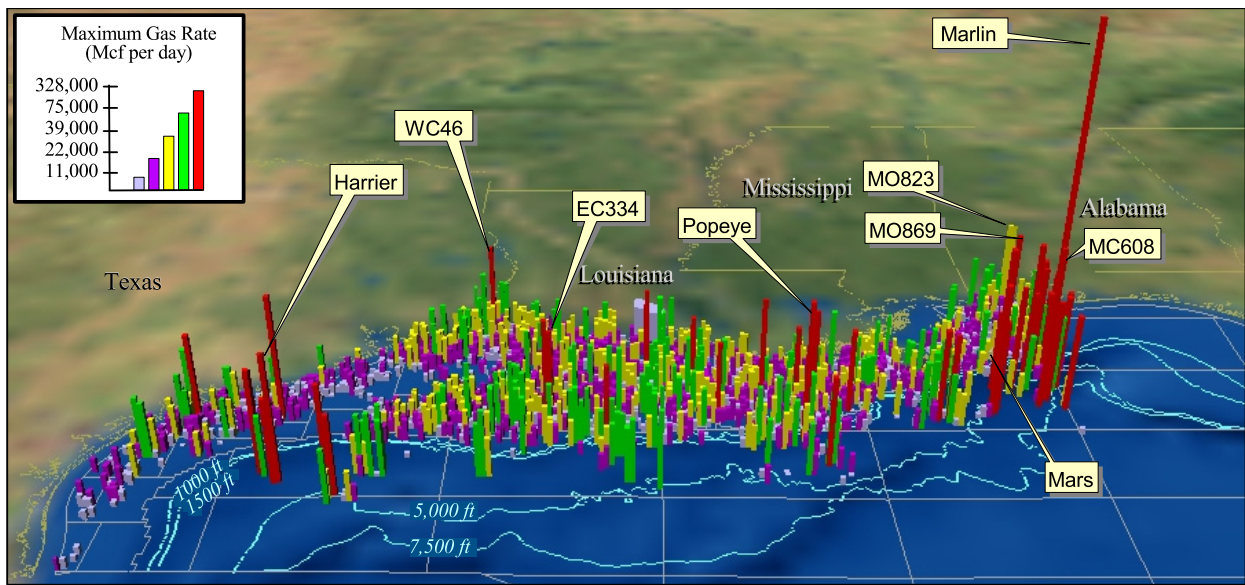 Maximum Gas Rate
(Mcf per day)
328,000
75,000
39,000
22,000
11,000
Marlin
WC46
Harrier
EC334
Popeye
Mississippi
MO823
MO869
Alabama
MC608
Texas
Louisiana
Mars
1000 ft
1500 ft
5,000 ft
7,500 ft